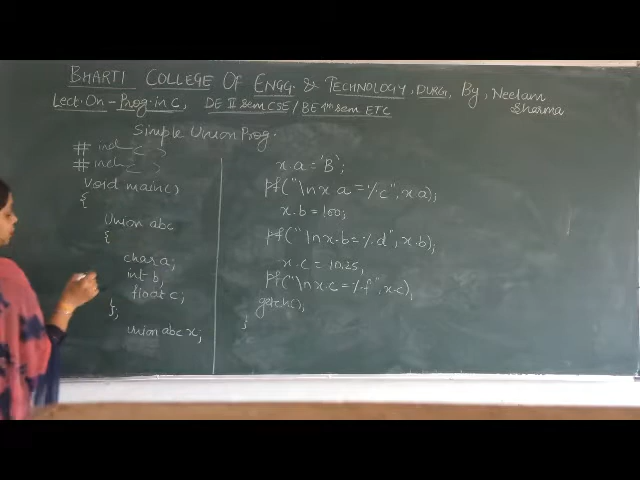 BHARTI COLLEGE OF ENGG. & TECHNOLOGY, DURG, By, Neelam Sharma
Lect. On - Prog. in C, DE II sem CSE / BE 1st sem ETC
Simple Union Prog.
# incl < >
# incl < >
Void main()
{
Union abc
{
char a;
int b;
float c;
};
union abc x;
x.a = 'B';
pf("\n x a = %c", x a);
x.b = 100;
pf("\n x.b = %d", x.b);
x.c = 10.25;
pf("\n x.c = %f", x.c);
getch();
}